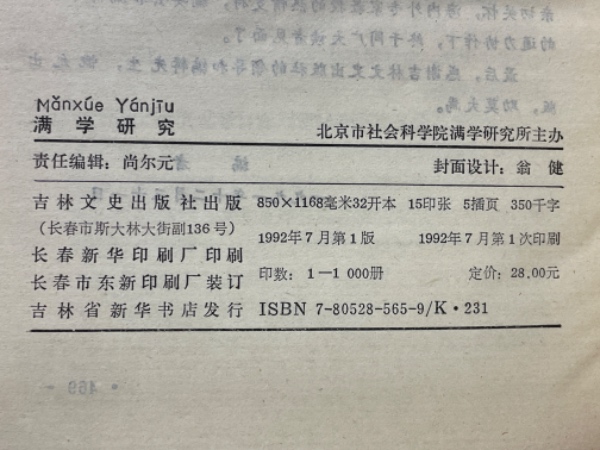 Mǎnxúe Yánjīu
满学研究
北京市社会科学院满学研究所主办
责任编辑：尚尔元
封面设计：翁 健
吉林文史出版社出版
（长春市斯大林大街副136号）
长春新华印刷厂印刷
长春市东新印刷厂装订
吉林省新华书店发行
850×1168毫米32开本 15印张 5插页 350千字
1992年7月第1版 1992年7月第1次印刷
印数：1—1 000册 定价：28.00元
ISBN 7-80528-565-9/K·231